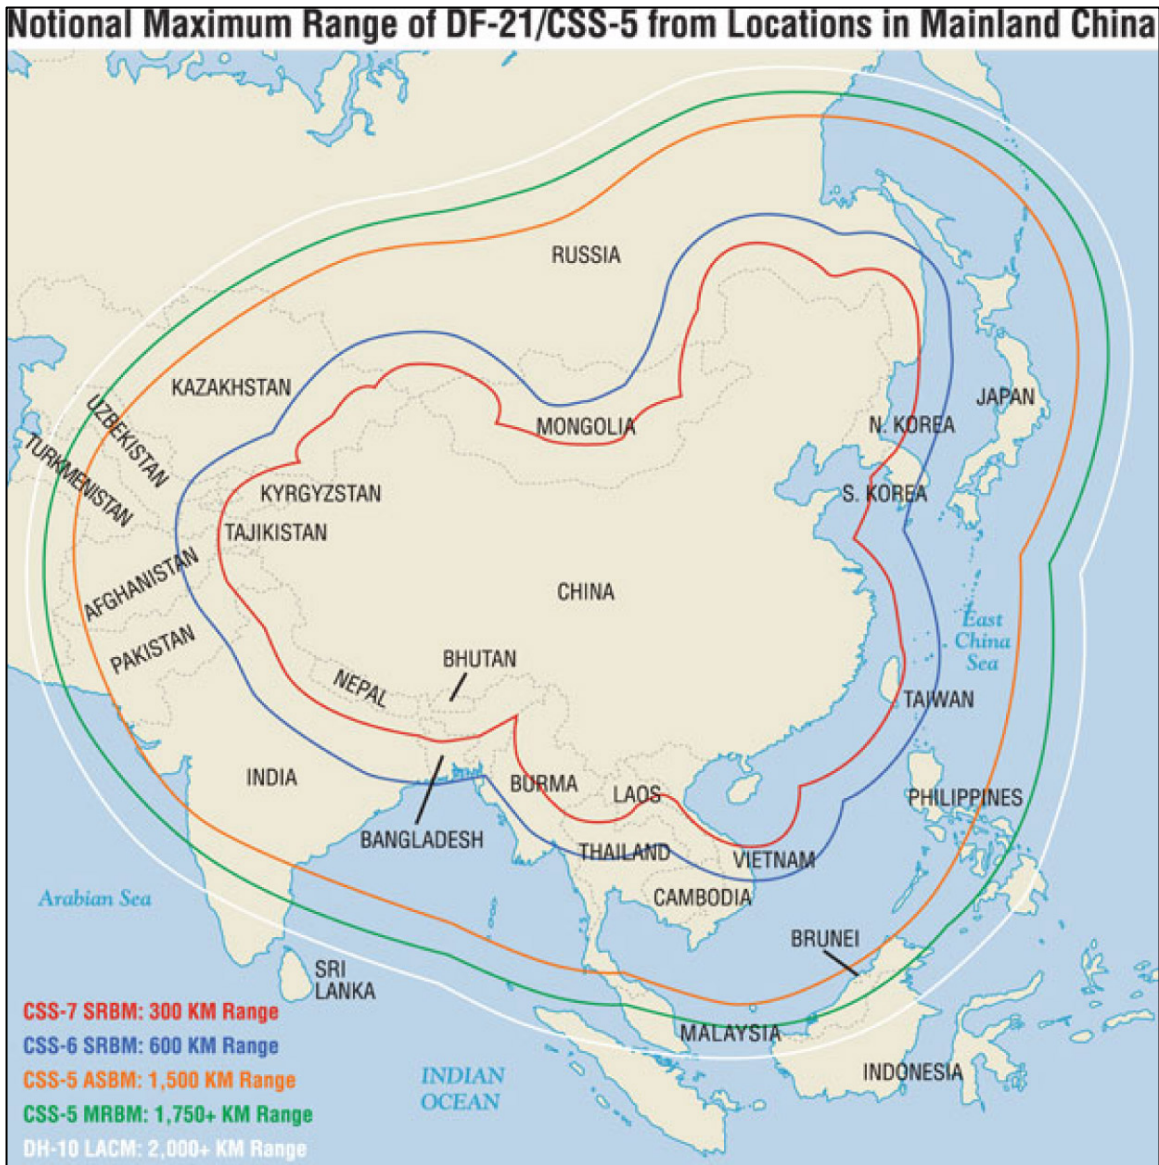 Notional Maximum Range of DF-21/CSS-5 from Locations in Mainland China
RUSSIA
KAZAKHSTAN
UZBEKISTAN
TURKMENISTAN
MONGOLIA
JAPAN
N. KOREA
S. KOREA
KYRGYZSTAN
TAJIKISTAN
AFGHANISTAN
PAKISTAN
CHINA
East
China
Sea
BHUTAN
NEPAL
TAIWAN
INDIA
BURMA
LAOS
PHILIPPINES
BANGLADESH
THAILAND
VIETNAM
CAMBODIA
Arabian Sea
BRUNEI
SRI
LANKA
MALAYSIA
INDONESIA
INDIAN
OCEAN
CSS-7 SRBM: 300 KM Range
CSS-6 SRBM: 600 KM Range
CSS-5 ASBM: 1,500 KM Range
CSS-5 MRBM: 1,750+ KM Range
DH-10 LACM: 2,000+ KM Range